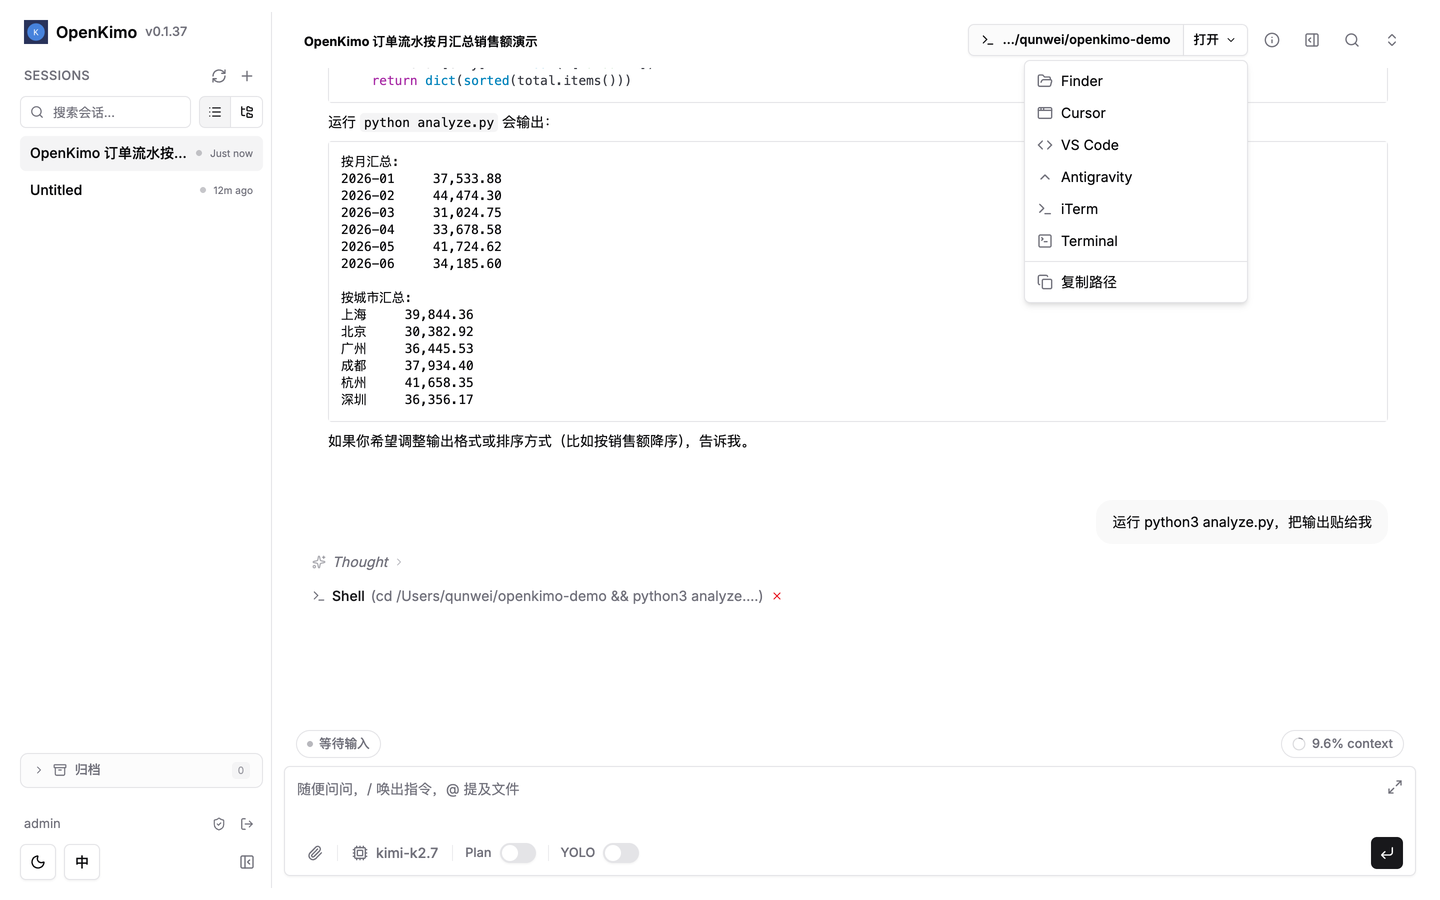 OpenKimo v0.1.37
SESSIONS
搜索会话...
OpenKimo 订单流水按... Just now
Untitled 12m ago
归档 0
admin
中
OpenKimo 订单流水按月汇总销售额演示
.../qunwei/openkimo-demo 打开
Finder
Cursor
VS Code
Antigravity
iTerm
Terminal
复制路径
return dict(sorted(total.items()))
运行 python analyze.py 会输出：
按月汇总:
2026-01 37,533.88
2026-02 44,474.30
2026-03 31,024.75
2026-04 33,678.58
2026-05 41,724.62
2026-06 34,185.60
按城市汇总:
上海 39,844.36
北京 30,382.92
广州 36,445.53
成都 37,934.40
杭州 41,658.35
深圳 36,356.17
如果你希望调整输出格式或排序方式（比如按销售额降序），告诉我。
运行 python3 analyze.py，把输出贴给我
Thought
Shell (cd /Users/qunwei/openkimo-demo && python3 analyze....)
等待输入
9.6% context
随便问问，/ 唤出指令，@ 提及文件
kimi-k2.7 Plan YOLO